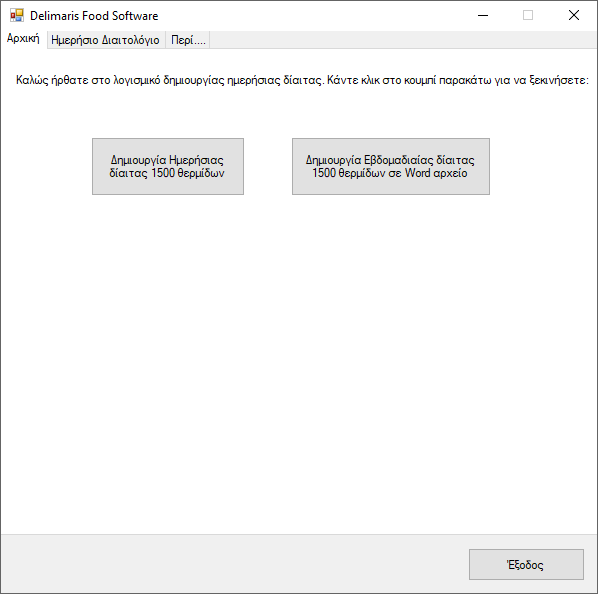 Delimaris Food Software
Αρχική Ημερήσιο Διαιτολόγιο Περί....
Καλώς ήρθατε στο λογισμικό δημιουργίας ημερήσιας δίαιτας. Κάντε κλικ στο κουμπί παρακάτω για να ξεκινήσετε:
Δημιουργία Ημερήσιας
δίαιτας 1500 θερμίδων
Δημιουργία Εβδομαδιαίας δίαιτας
1500 θερμίδων σε Word αρχείο
Έξοδος